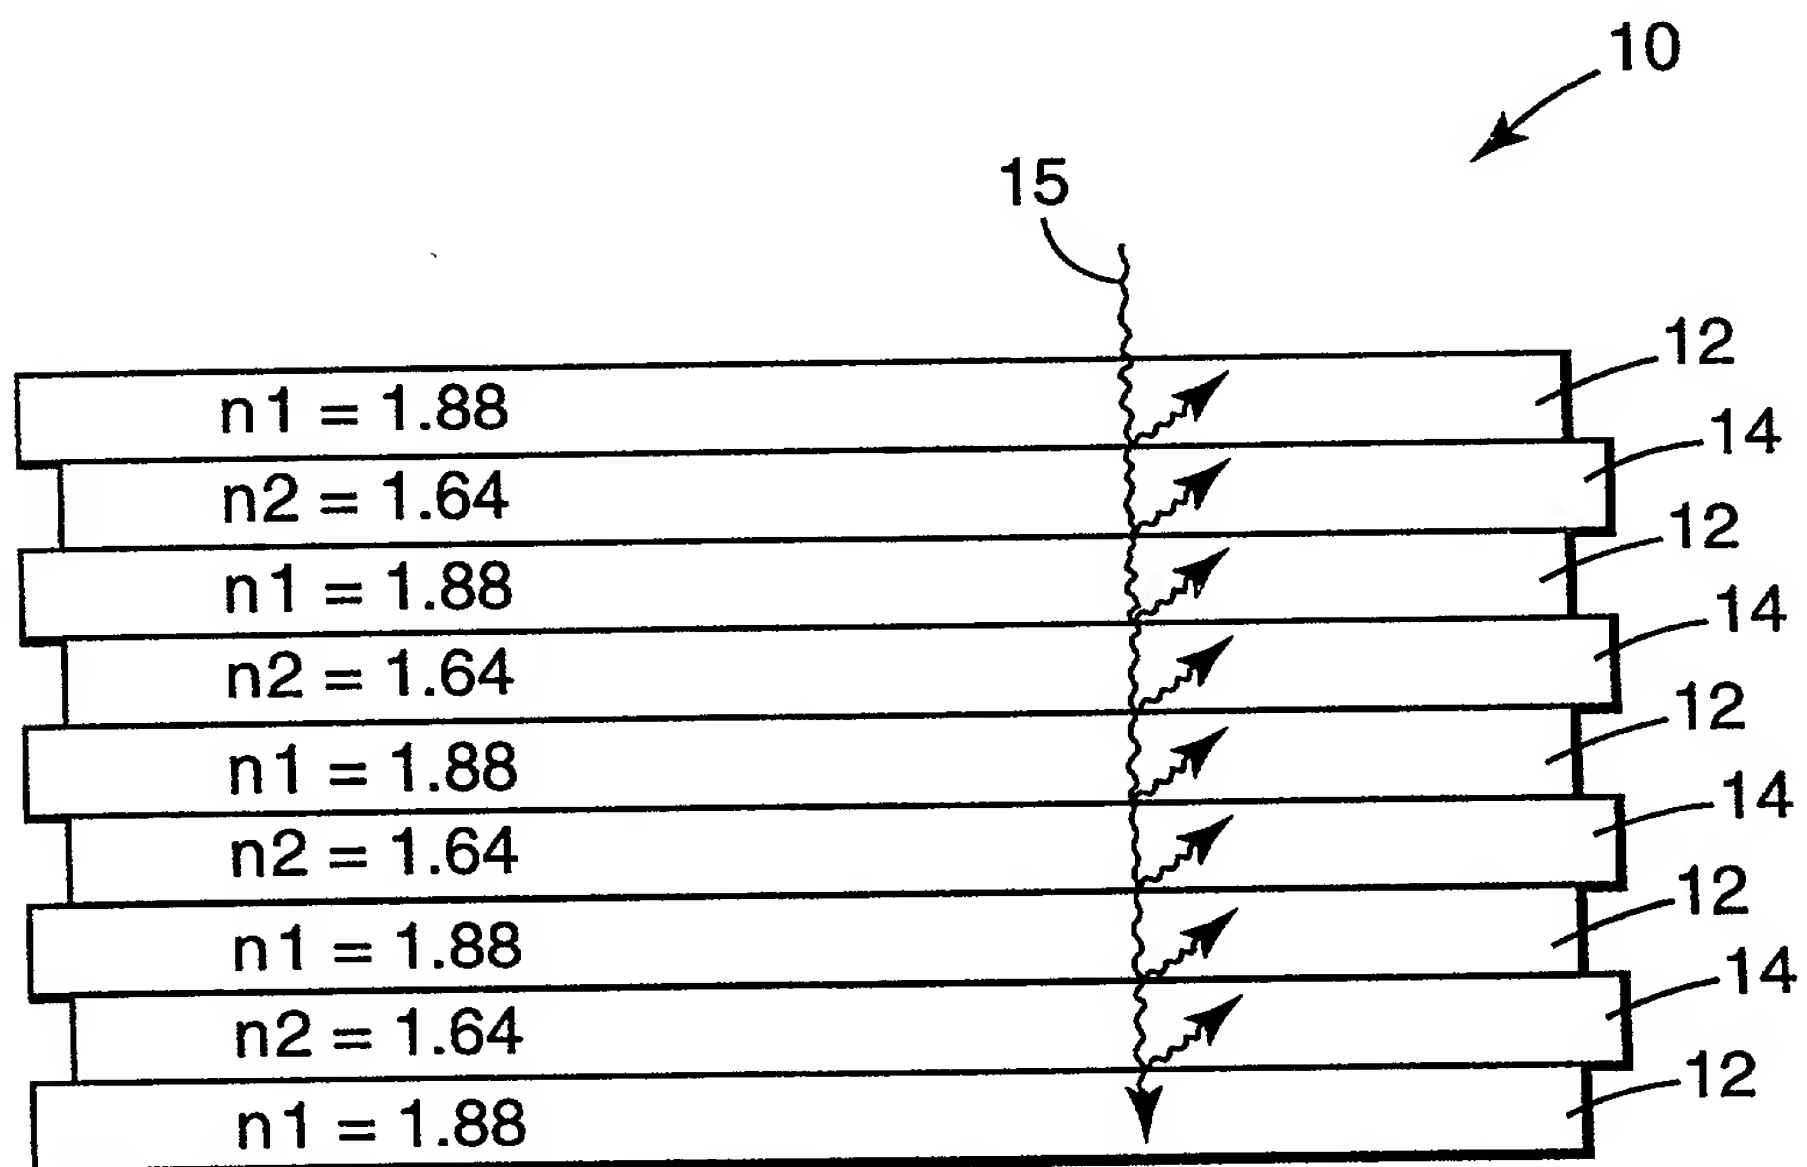 10
15
12
n1 = 1.88
14
n2 = 1.64
12
n1 = 1.88
14
n2 = 1.64
12
n1 = 1.88
14
n2 = 1.64
12
n1 = 1.88
14
n2 = 1.64
12
n1 = 1.88